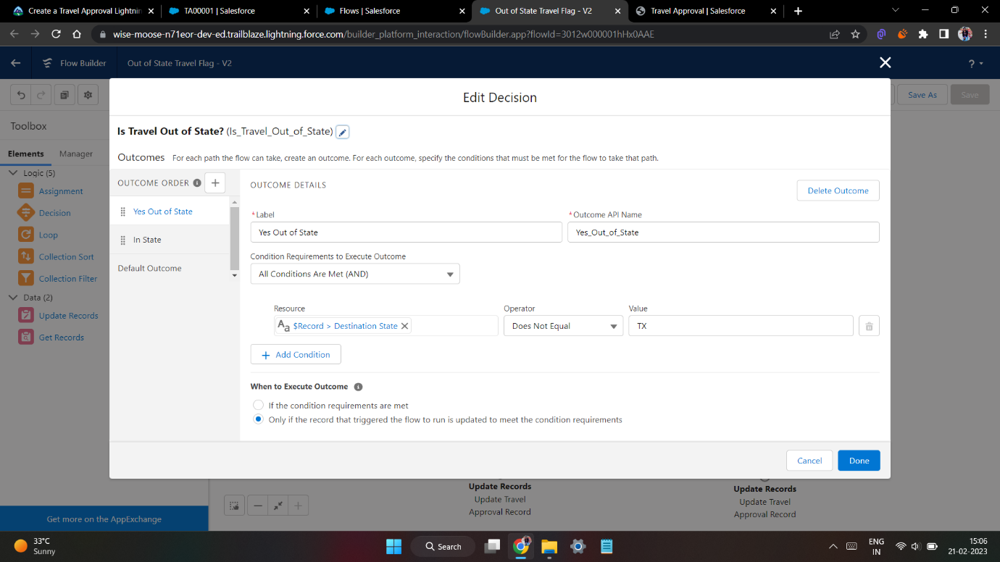 Create a Travel Approval Lightnin
TA00001 | Salesforce
Flows | Salesforce
Out of State Travel Flag - V2
Travel Approval | Salesforce
wise-moose-n71eor-dev-ed.trailblaze.lightning.force.com/builder_platform_interaction/flowBuilder.app?flowId=3012w000001hHx0AAE
Flow Builder
Out of State Travel Flag - V2
?
Save As
Save
Toolbox
Elements
Manager
Logic (5)
Assignment
Decision
Loop
Collection Sort
Collection Filter
Data (2)
Update Records
Get Records
Get more on the AppExchange
Edit Decision
Is Travel Out of State? (Is_Travel_Out_of_State)
Outcomes For each path the flow can take, create an outcome. For each outcome, specify the conditions that must be met for the flow to take that path.
OUTCOME ORDER
Yes Out of State
In State
Default Outcome
OUTCOME DETAILS
Delete Outcome
*Label
Yes Out of State
*Outcome API Name
Yes_Out_of_State
Condition Requirements to Execute Outcome
All Conditions Are Met (AND)
Resource
Operator
Value
Aa $Record > Destination State
Does Not Equal
TX
+ Add Condition
When to Execute Outcome
If the condition requirements are met
Only if the record that triggered the flow to run is updated to meet the condition requirements
Cancel
Done
Update Records
Update Travel
Approval Record
Update Records
Update Travel
Approval Record
33°C
Sunny
Search
ENG
IN
15:06
21-02-2023